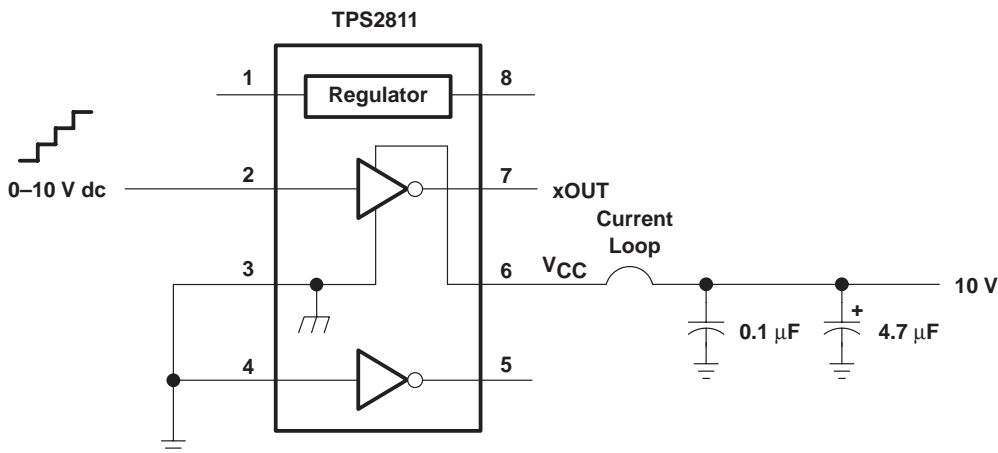 TPS2811
1
8
Regulator
0–10 V dc
2
7
xOUT
Current
Loop
3
6
VCC
10 V
0.1 μF
+
4.7 μF
4
5